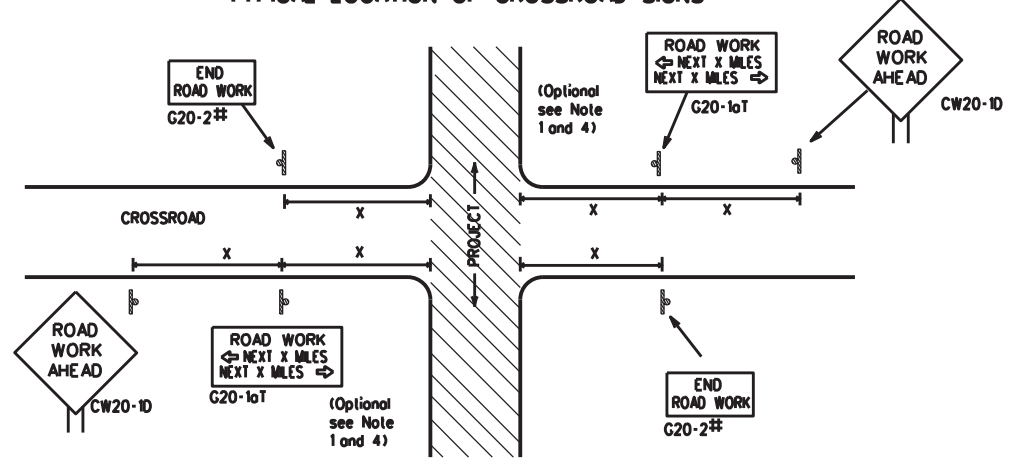 TYPICAL LOCATION OF CROSSROAD SIGNS
END
ROAD WORK
G20-2#
(Optional
see Note
1 and 4)
ROAD WORK
⇦ NEXT X MILES
NEXT X MILES ⇨
G20-1aT
ROAD
WORK
AHEAD
CW20-1D
CROSSROAD
X
X
X
PROJECT
X
X
X
ROAD
WORK
AHEAD
CW20-1D
ROAD WORK
⇦ NEXT X MILES
NEXT X MILES ⇨
G20-1aT
(Optional
see Note
1 and 4)
END
ROAD WORK
G20-2#